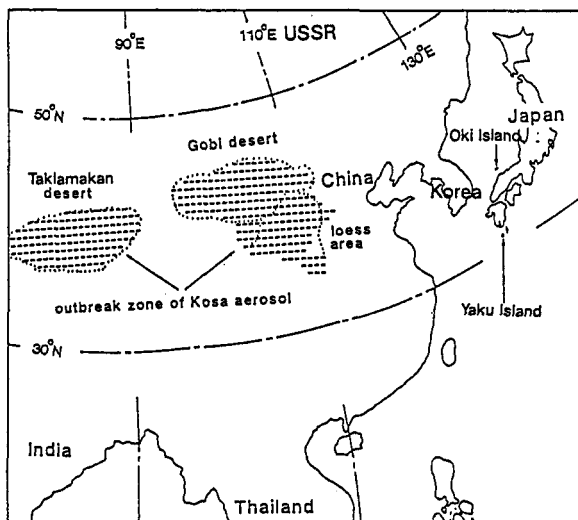 90°E
110°E USSR
130°E
50°N
Japan
Oki Island
Gobi desert
Taklamakan
desert
China
Korea
loess
area
outbreak zone of Kosa aerosol
Yaku Island
30°N
India
Thailand